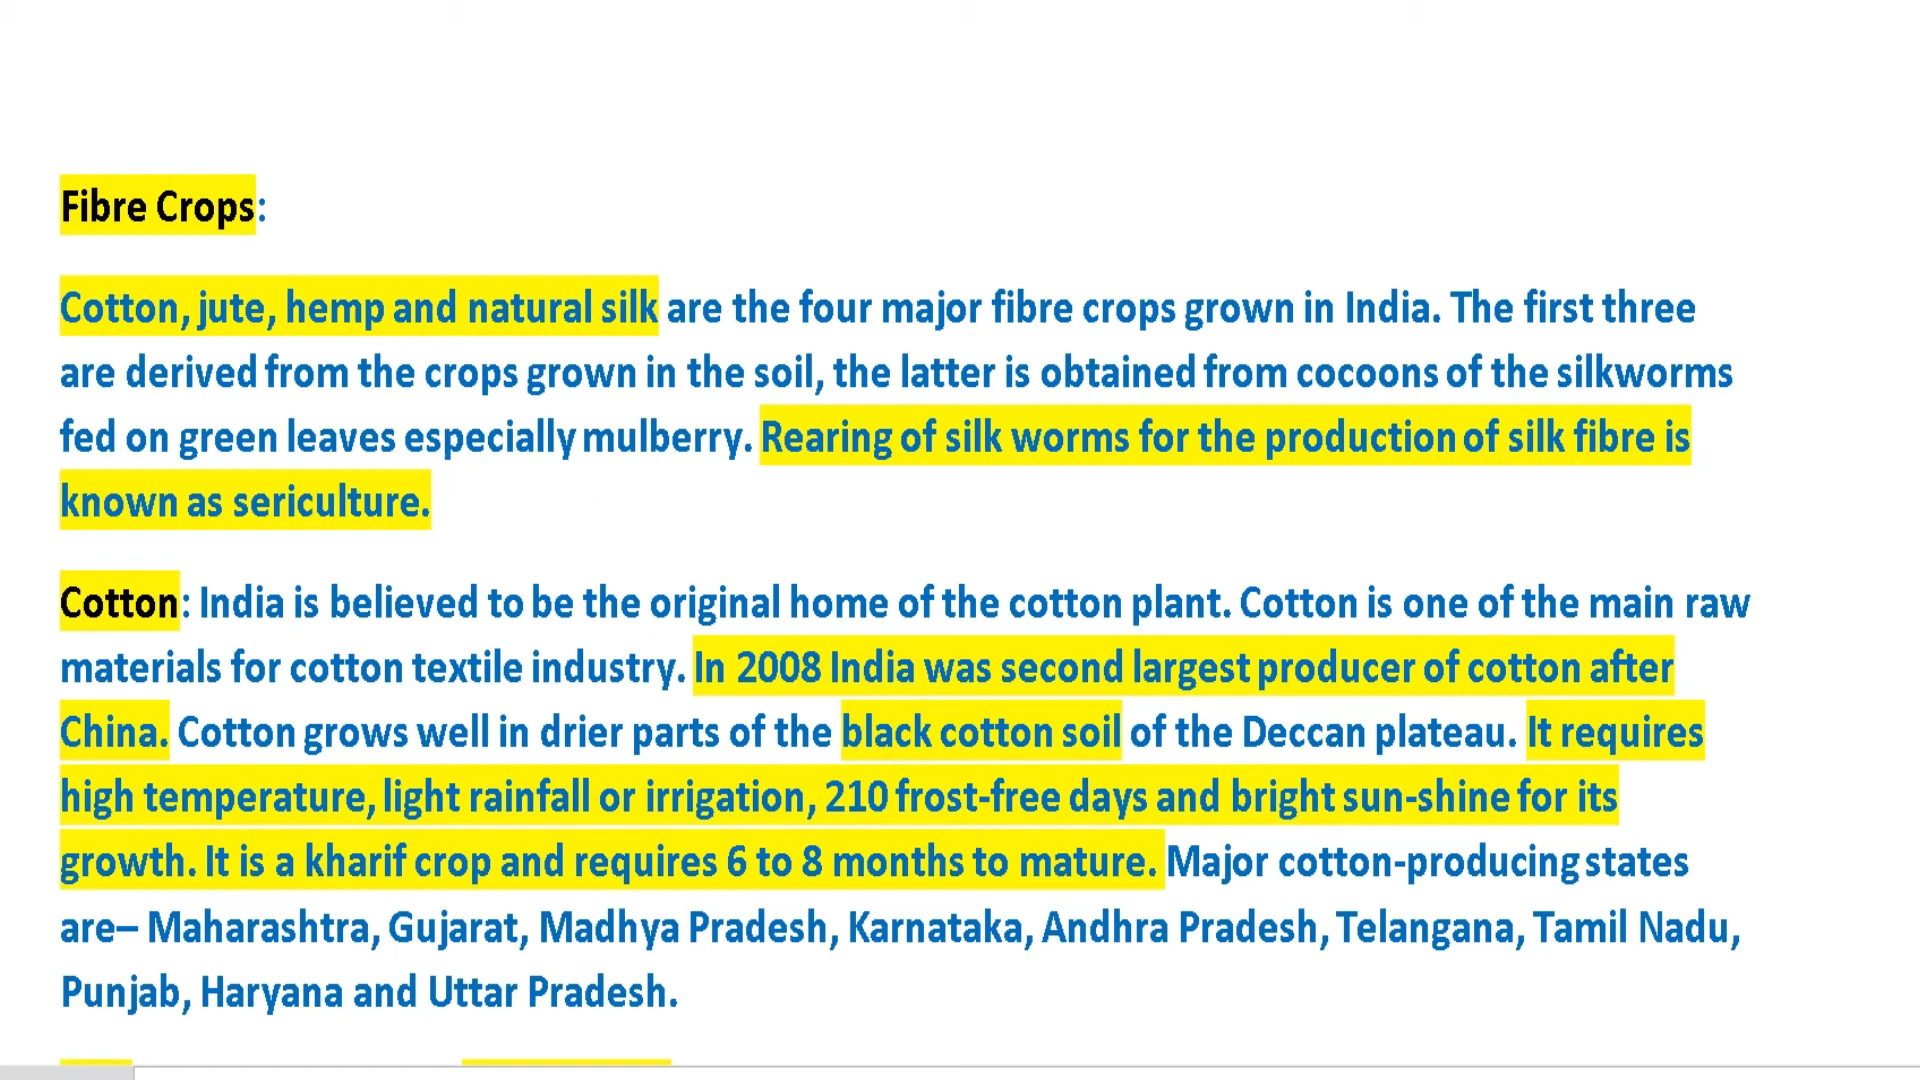 Fibre Crops:
Cotton, jute, hemp and natural silk are the four major fibre crops grown in India. The first three
are derived from the crops grown in the soil, the latter is obtained from cocoons of the silkworms
fed on green leaves especially mulberry. Rearing of silk worms for the production of silk fibre is
known as sericulture.
Cotton: India is believed to be the original home of the cotton plant. Cotton is one of the main raw
materials for cotton textile industry. In 2008 India was second largest producer of cotton after
China. Cotton grows well in drier parts of the black cotton soil of the Deccan plateau. It requires
high temperature, light rainfall or irrigation, 210 frost-free days and bright sun-shine for its
growth. It is a kharif crop and requires 6 to 8 months to mature. Major cotton-producing states
are– Maharashtra, Gujarat, Madhya Pradesh, Karnataka, Andhra Pradesh, Telangana, Tamil Nadu,
Punjab, Haryana and Uttar Pradesh.